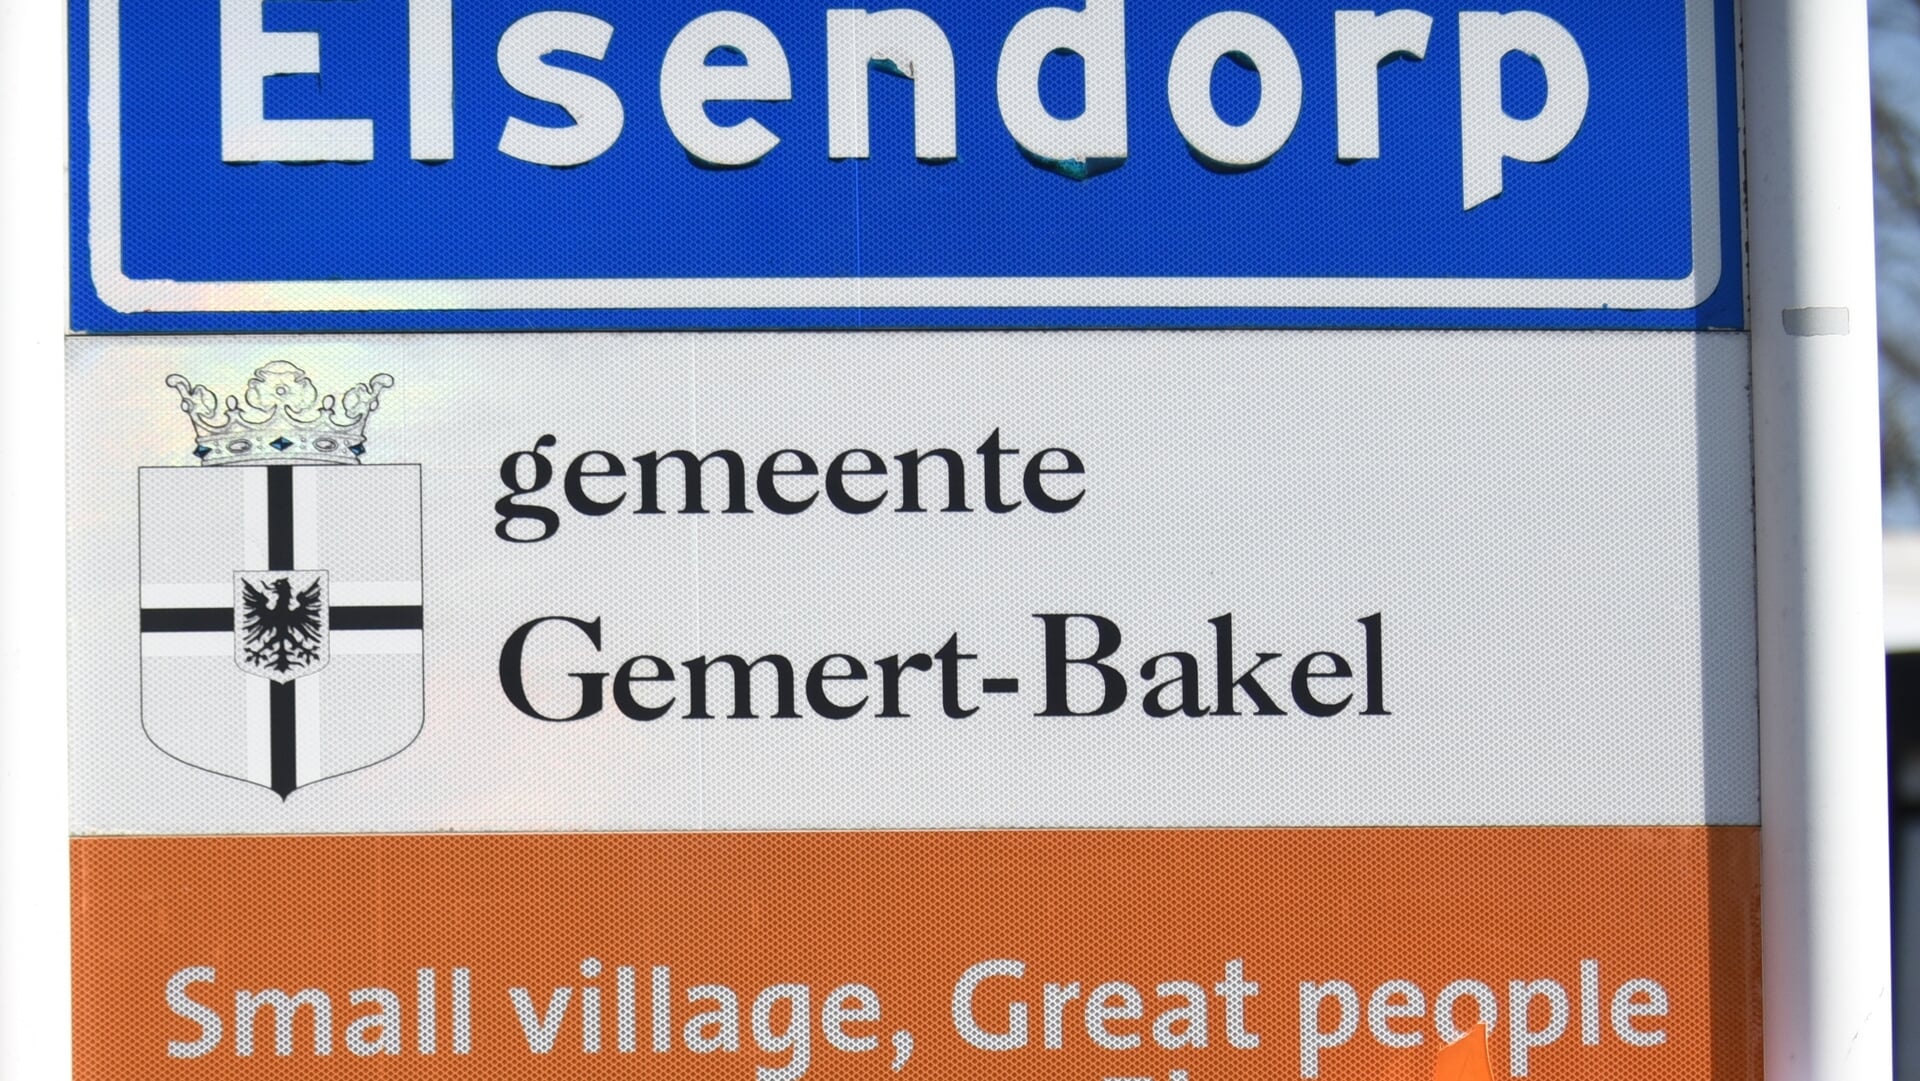 Elsendorp
gemeente
Gemert-Bakel
Small village, Great people